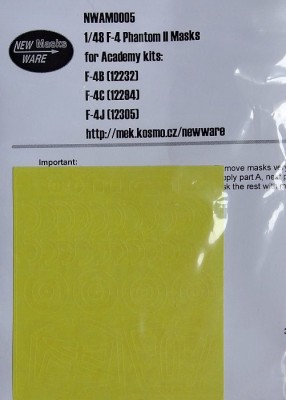 NEW Masks
WARE
NWAM0005
1/48 F-4 Phantom II Masks
for Academy kits:
F-4B (12232)
F-4C (12294)
F-4J (12305)
http://mek.kosmo.cz/newware
Important:
move masks
pply part A,
sk the rest with